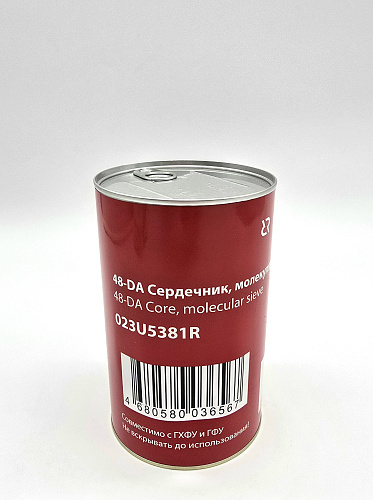 48-DA Сердечник,
48-DA Core, molecular sieve
023U5381R
4 680580 036567
Совместимо с ГХФУ и ГФУ
Не вскрывать до использования!